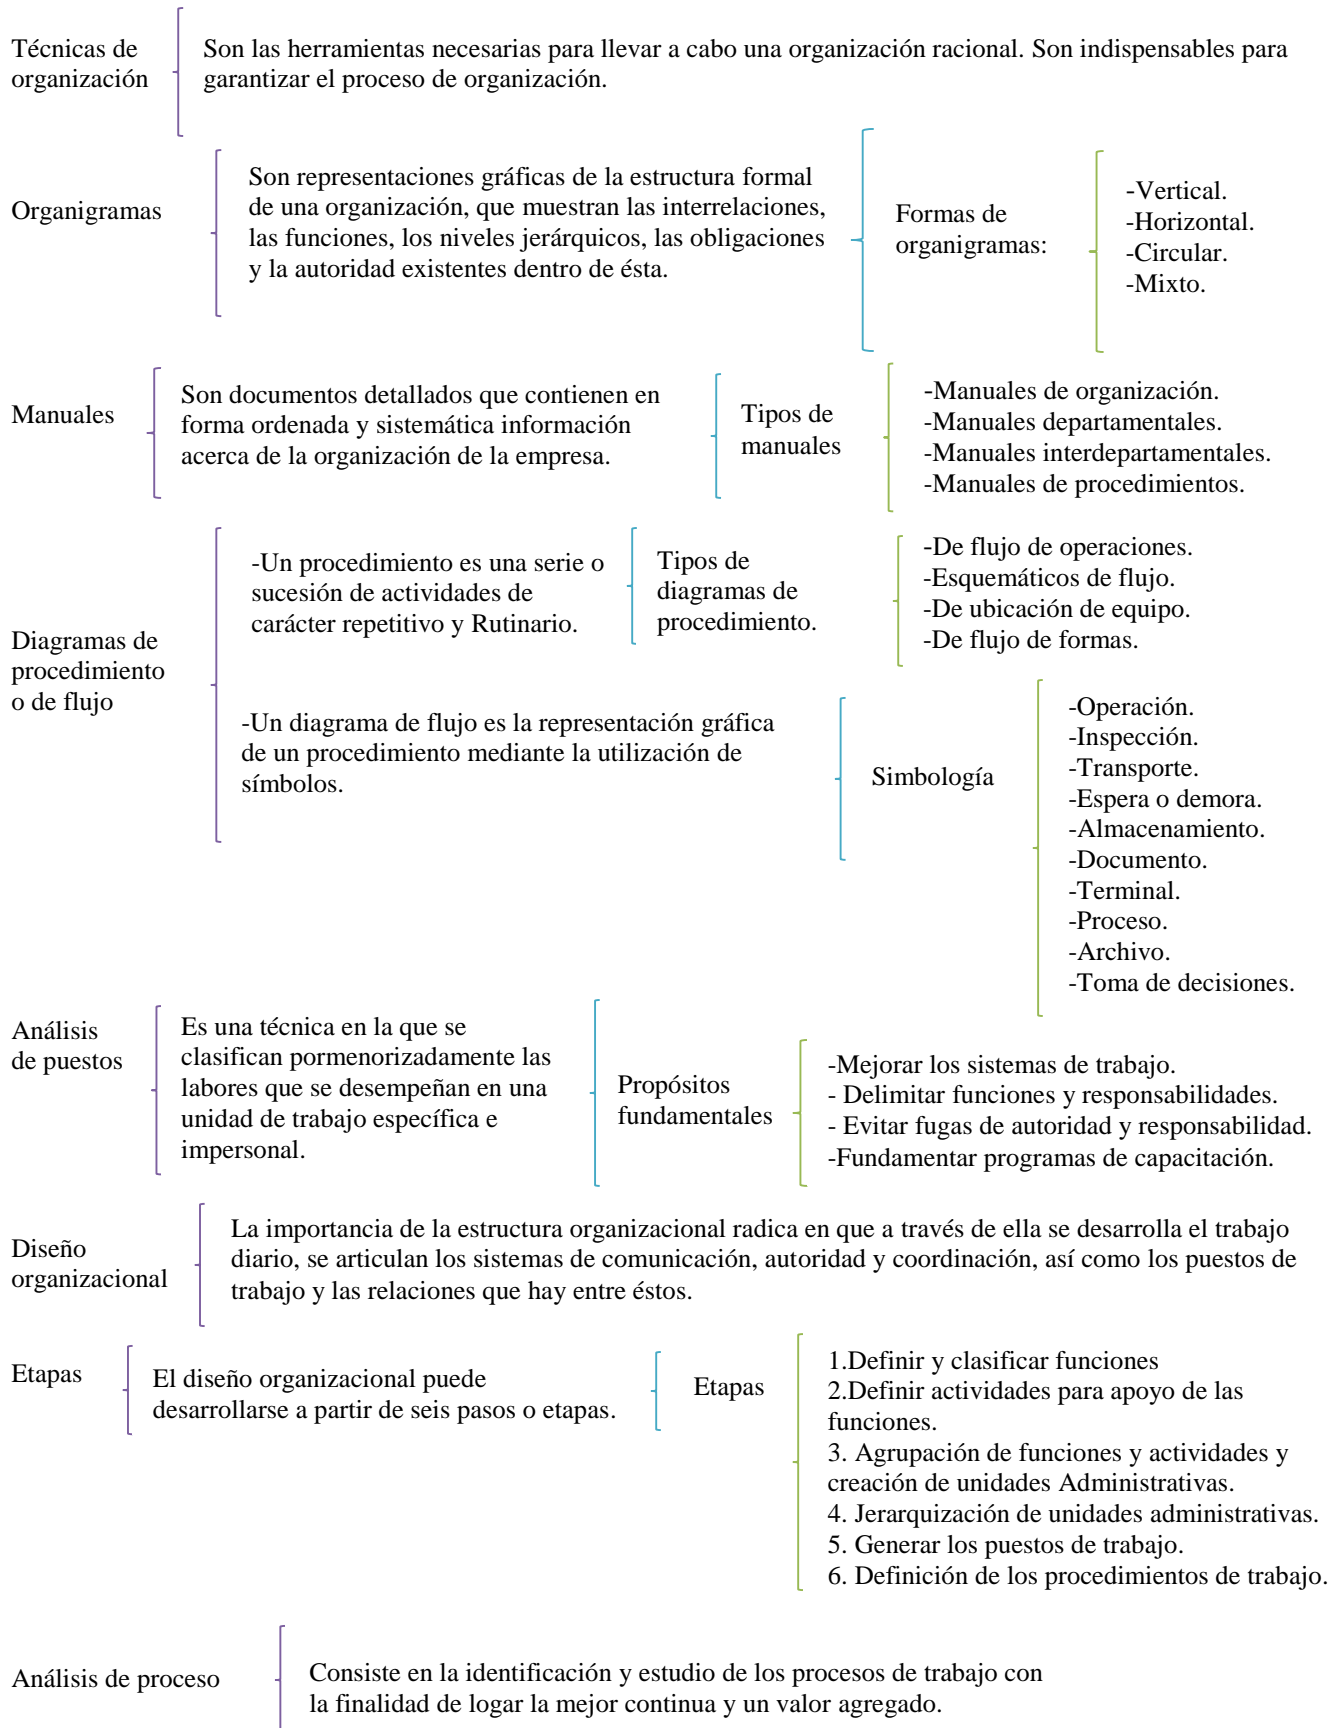 Técnicas de
organización
Son las herramientas necesarias para llevar a cabo una organización racional. Son indispensables para
garantizar el proceso de organización.
Organigramas
Son representaciones gráficas de la estructura formal
de una organización, que muestran las interrelaciones,
las funciones, los niveles jerárquicos, las obligaciones
y la autoridad existentes dentro de ésta.
Formas de
organigramas:
-Vertical.
-Horizontal.
-Circular.
-Mixto.
Manuales
Son documentos detallados que contienen en
forma ordenada y sistemática información
acerca de la organización de la empresa.
Tipos de
manuales
-Manuales de organización.
-Manuales departamentales.
-Manuales interdepartamentales.
-Manuales de procedimientos.
Diagramas de
procedimiento
o de flujo
-Un procedimiento es una serie o
sucesión de actividades de
carácter repetitivo y Rutinario.
Tipos de
diagramas de
procedimiento.
-De flujo de operaciones.
-Esquemáticos de flujo.
-De ubicación de equipo.
-De flujo de formas.
-Un diagrama de flujo es la representación gráfica
de un procedimiento mediante la utilización de
símbolos.
Simbología
-Operación.
-Inspección.
-Transporte.
-Espera o demora.
-Almacenamiento.
-Documento.
-Terminal.
-Proceso.
-Archivo.
-Toma de decisiones.
Análisis
de puestos
Es una técnica en la que se
clasifican pormenorizadamente las
labores que se desempeñan en una
unidad de trabajo específica e
impersonal.
Propósitos
fundamentales
-Mejorar los sistemas de trabajo.
- Delimitar funciones y responsabilidades.
- Evitar fugas de autoridad y responsabilidad.
-Fundamentar programas de capacitación.
Diseño
organizacional
La importancia de la estructura organizacional radica en que a través de ella se desarrolla el trabajo
diario, se articulan los sistemas de comunicación, autoridad y coordinación, así como los puestos de
trabajo y las relaciones que hay entre éstos.
Etapas
El diseño organizacional puede
desarrollarse a partir de seis pasos o etapas.
Etapas
1.Definir y clasificar funciones
2.Definir actividades para apoyo de las
funciones.
3. Agrupación de funciones y actividades y
creación de unidades Administrativas.
4. Jerarquización de unidades administrativas.
5. Generar los puestos de trabajo.
6. Definición de los procedimientos de trabajo.
Análisis de proceso
Consiste en la identificación y estudio de los procesos de trabajo con
la finalidad de logar la mejor continua y un valor agregado.